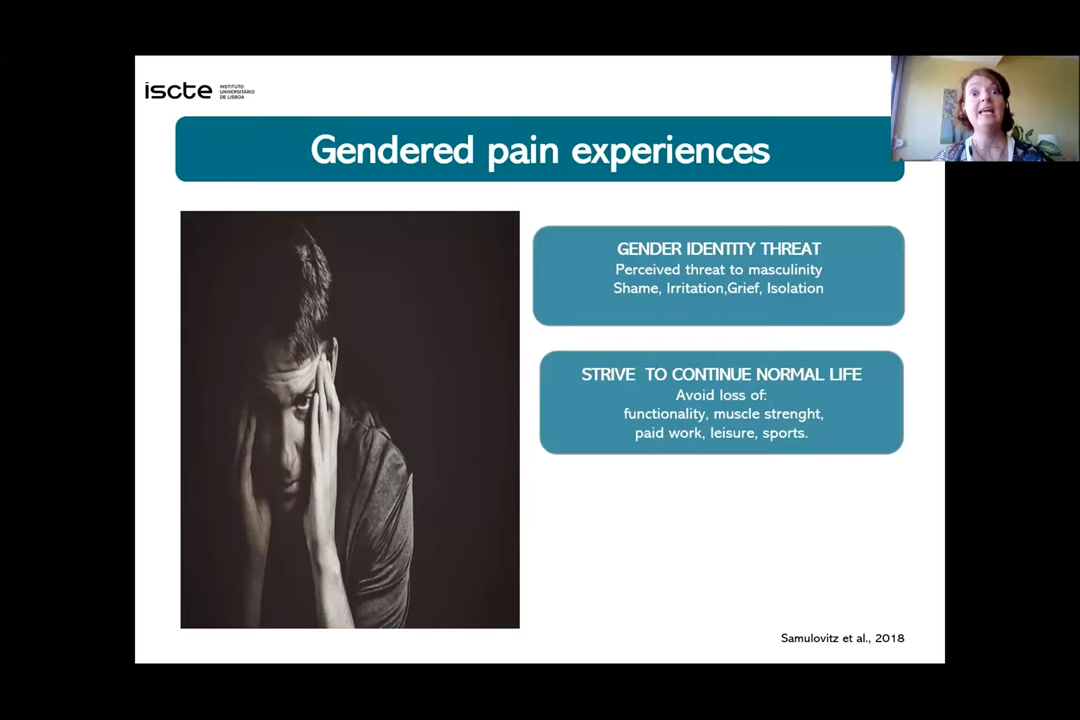 iscte
INSTITUTO
UNIVERSITÁRIO
DE LISBOA
Gendered pain experiences
GENDER IDENTITY THREAT
Perceived threat to masculinity
Shame, Irritation,Grief, Isolation
STRIVE TO CONTINUE NORMAL LIFE
Avoid loss of:
functionality, muscle strenght,
paid work, leisure, sports.
Samulovitz et al., 2018